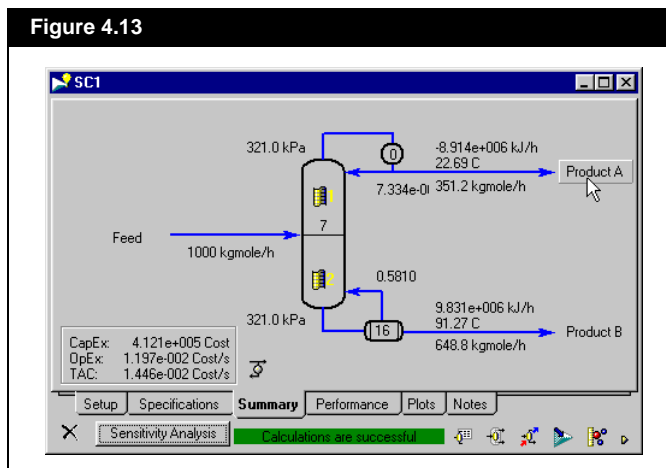 Figure 4.13
SC1
321.0 kPa
0
-8.914e+006 kJ/h
22.69 C
Product A
7.334e-0
351.2 kgmole/h
1
7
Feed
1000 kgmole/h
2
0.5810
321.0 kPa
16
9.831e+006 kJ/h
91.27 C
Product B
648.8 kgmole/h
CapEx: 4.121e+005 Cost
OpEx: 1.197e-002 Cost/s
TAC: 1.446e-002 Cost/s
Setup Specifications Summary Performance Plots Notes
Sensitivity Analysis Calculations are successful